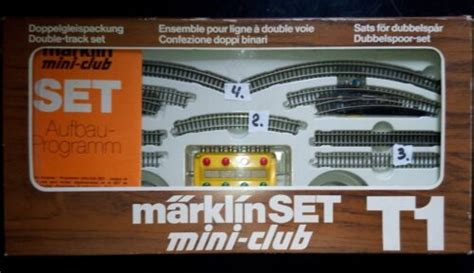 Doppelgleispackung
Double-track set
Ensemble pour ligne à double voie
Confezione doppi binari
Sats för dubbelspår
Dubbelspoor-set
märklin
mini-club
SET
Aufbau-
Programm
4.
2.
3.
märklin SET
mini-club
T1